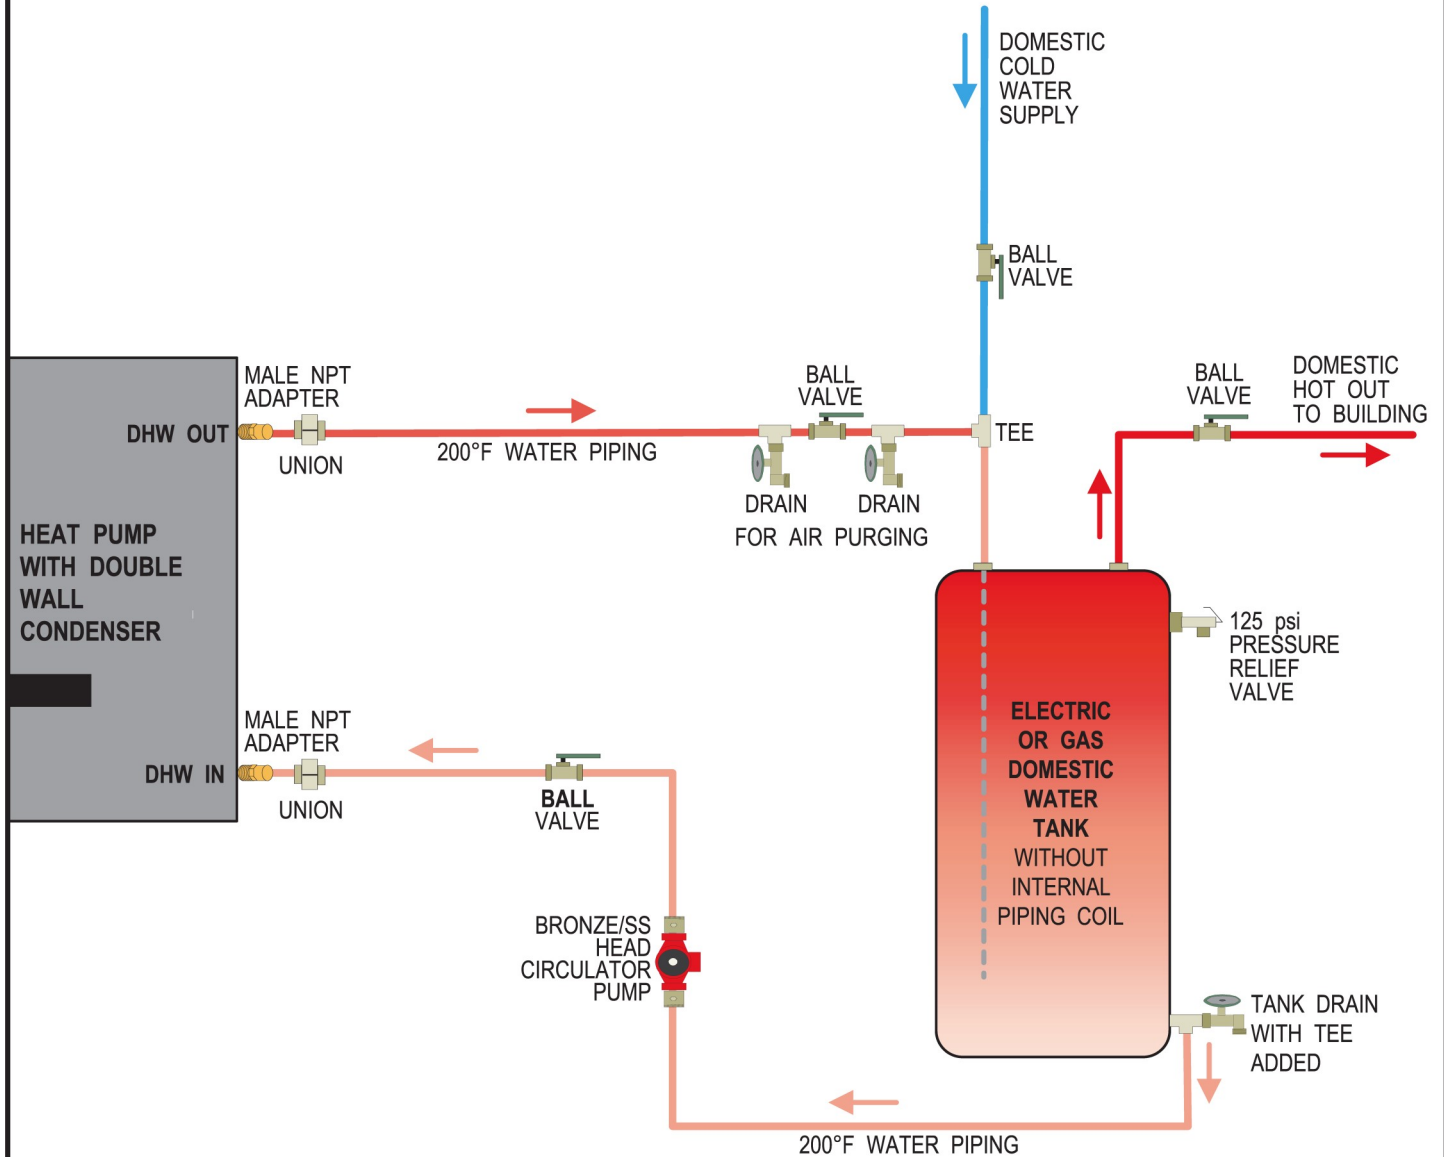 DOMESTIC
COLD
WATER
SUPPLY
BALL
VALVE
MALE NPT
ADAPTER
DHW OUT
UNION
200°F WATER PIPING
BALL
VALVE
TEE
DRAIN
DRAIN
FOR AIR PURGING
BALL
VALVE
DOMESTIC
HOT OUT
TO BUILDING
HEAT PUMP
WITH DOUBLE
WALL
CONDENSER
125 psi
PRESSURE
RELIEF
VALVE
MALE NPT
ADAPTER
DHW IN
UNION
BALL
VALVE
ELECTRIC
OR GAS
DOMESTIC
WATER
TANK
WITHOUT
INTERNAL
PIPING COIL
BRONZE/SS
HEAD
CIRCULATOR
PUMP
TANK DRAIN
WITH TEE
ADDED
200°F WATER PIPING